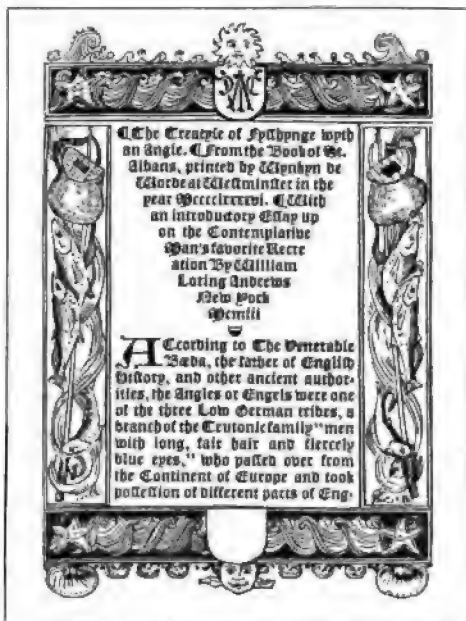 ¶ The Treatyse of Fysshynge wyth
an Angle. ¶ From the Book of St.
Albans, printed by Wynkyn de
Worde at Westminster in the
year Mcccclxxxxvi. ¶ With
an introductory Essay up
on the Contemplative
Man's favorite Recre
ation By William
Loring Andrews
New York
Mcmiii
ACcording to The Venerable
Bæda, the father of English
history, and other ancient author-
ities, the Angles or Engels were one
of the three Low German tribes, a
branch of the Teutonic family "men
with long, fair hair and fiercely
blue eyes," who passed over from
the Continent of Europe and took
possession of different parts of Eng-